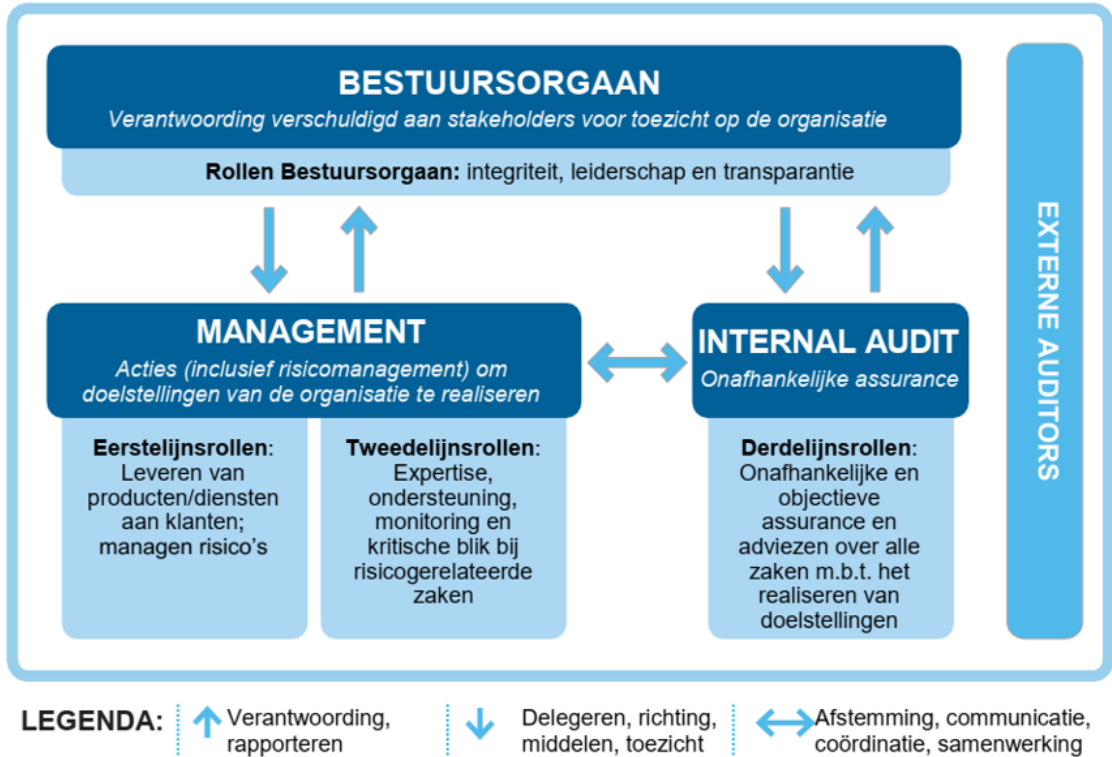 BESTUURSORGAAN
Verantwoording verschuldigd aan stakeholders voor toezicht op de organisatie
Rollen Bestuursorgaan: integriteit, leiderschap en transparantie
MANAGEMENT
Acties (inclusief risicomanagement) om
doelstellingen van de organisatie te realiseren
Eerstelijnsrollen:
Leveren van
producten/diensten
aan klanten;
managen risico’s
Tweedelijnsrollen:
Expertise,
ondersteuning,
monitoring en
kritische blik bij
risicogerelateerde
zaken
INTERNAL AUDIT
Onafhankelijke assurance
Derdelijnsrollen:
Onafhankelijke en
objectieve
assurance en
adviezen over alle
zaken m.b.t. het
realiseren van
doelstellingen
EXTERNE AUDITORS
LEGENDA:
Verantwoording,
rapporteren
Delegeren, richting,
middelen, toezicht
Afstemming, communicatie,
coördinatie, samenwerking